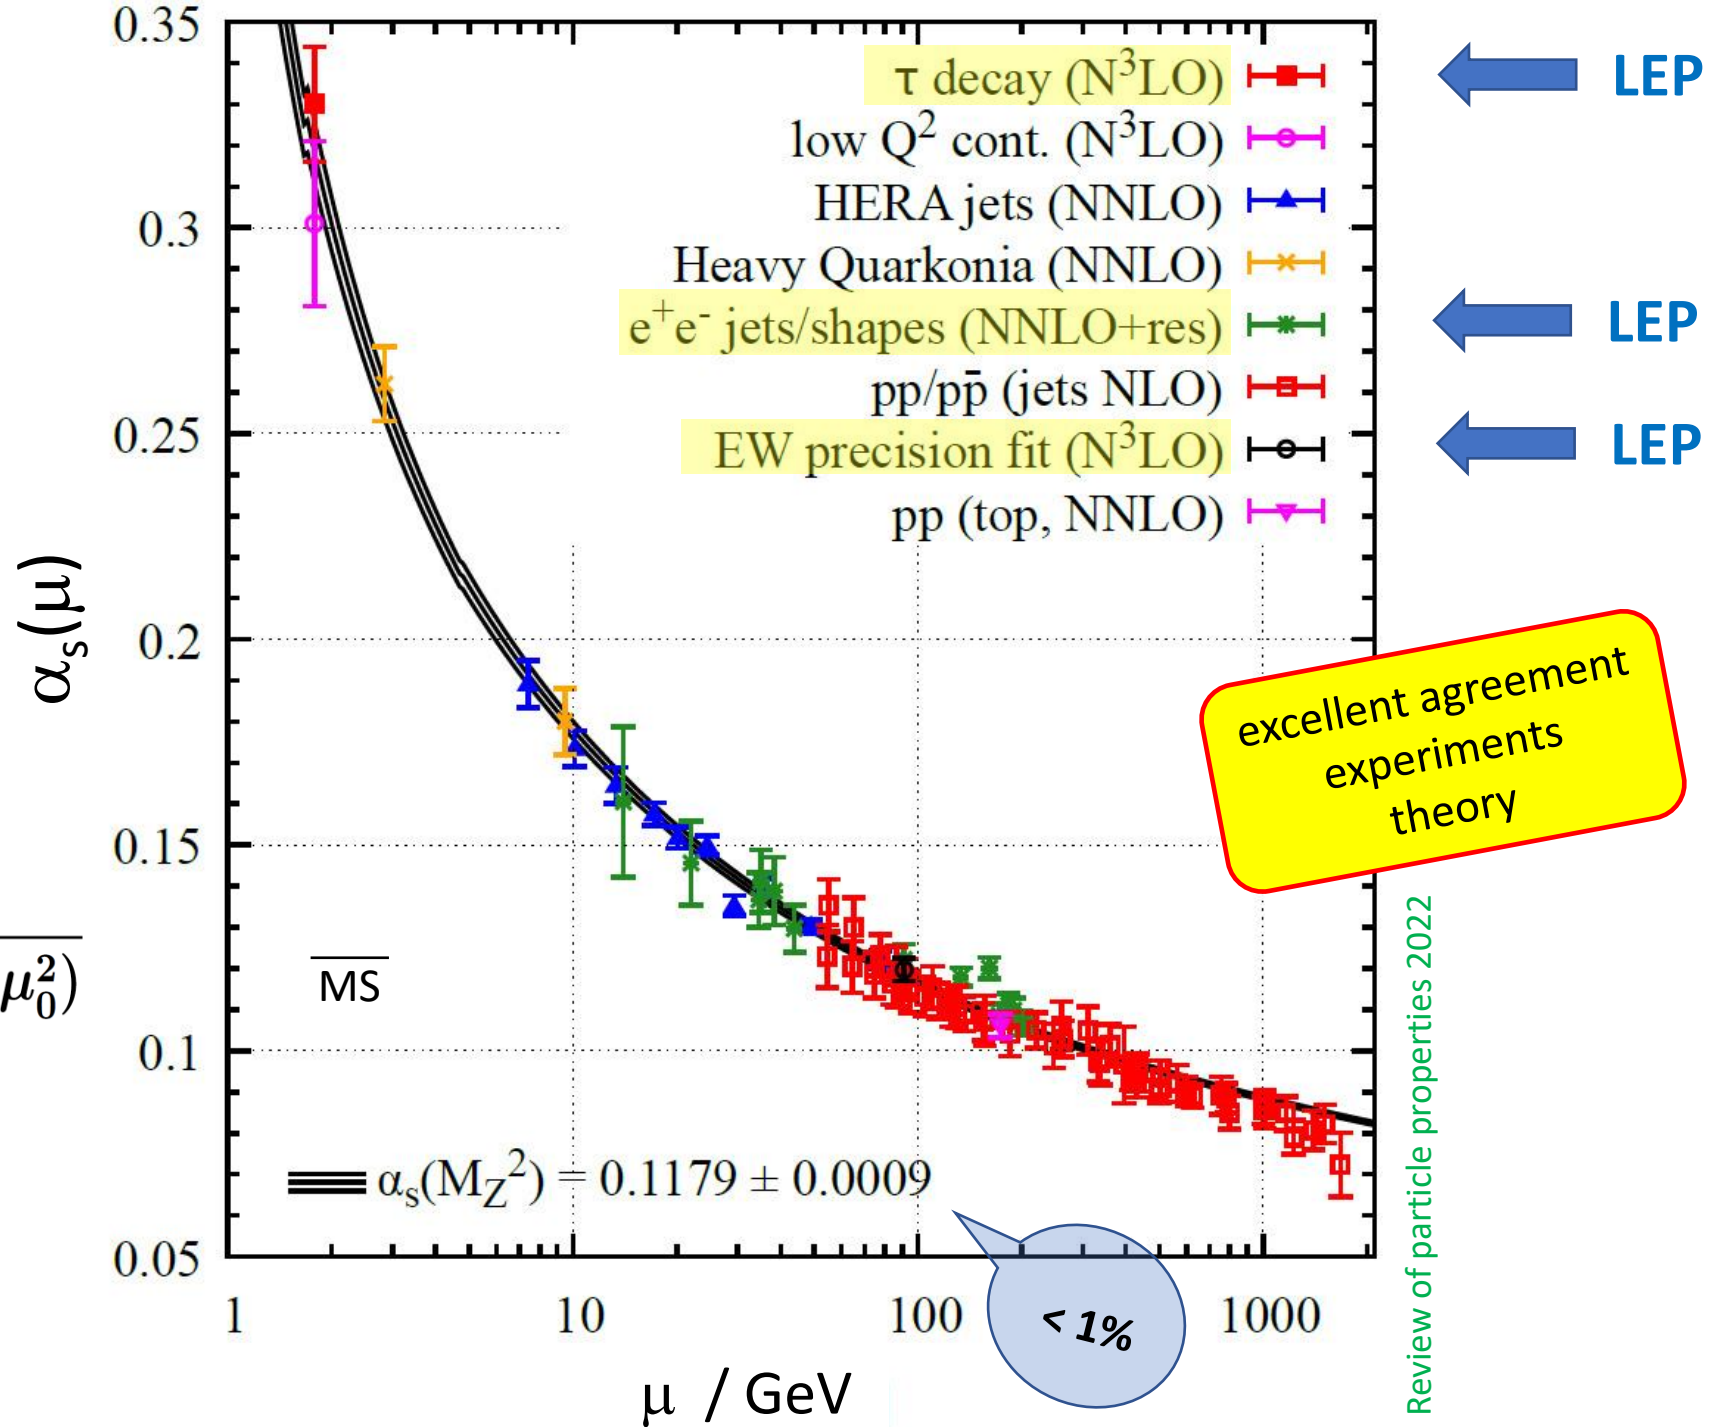 0.35
0.3
0.25
0.2
0.15
0.1
0.05
αs(μ)
μ₀²)
τ decay (N³LO)
low Q² cont. (N³LO)
HERA jets (NNLO)
Heavy Quarkonia (NNLO)
e⁺e⁻ jets/shapes (NNLO+res)
pp/pp̄ (jets NLO)
EW precision fit (N³LO)
pp (top, NNLO)
LEP
LEP
LEP
excellent agreement
experiments
theory
M̅S̅
αs(MZ²) = 0.1179 ± 0.0009
< 1%
1
10
100
1000
μ / GeV
Review of particle properties 2022